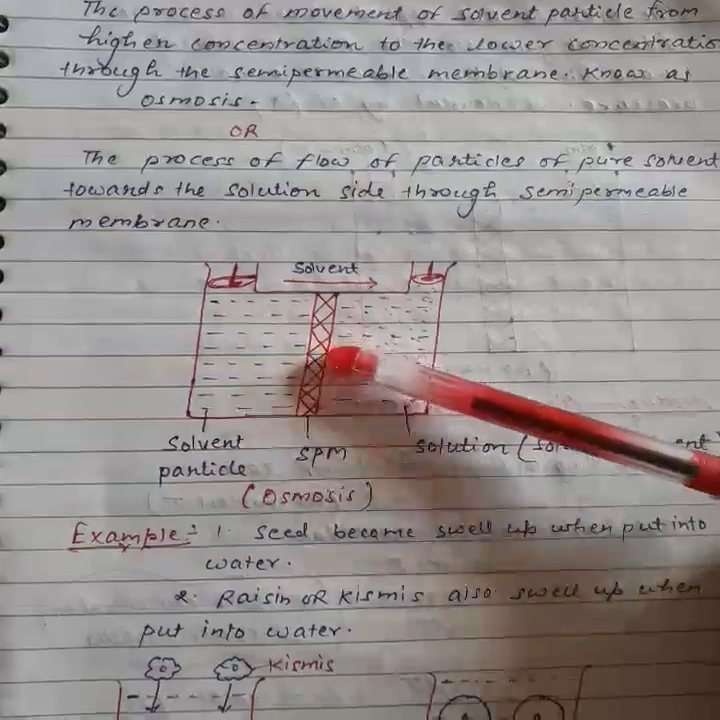 The process of movement of solvent particle from
higher concentration to the lower concentratio
through the semipermeable membrane. Know as
Osmosis.
OR
The process of flow of particles of pure solvent
towards the solution side through semipermeable
membrane.
Solvent
Solvent particle
SPM
Solution (
(Osmosis)
Example:- 1. Seed become swell up when put into
water.
2. Raisin OR Kismis also swell up when
put into water.
Kismis